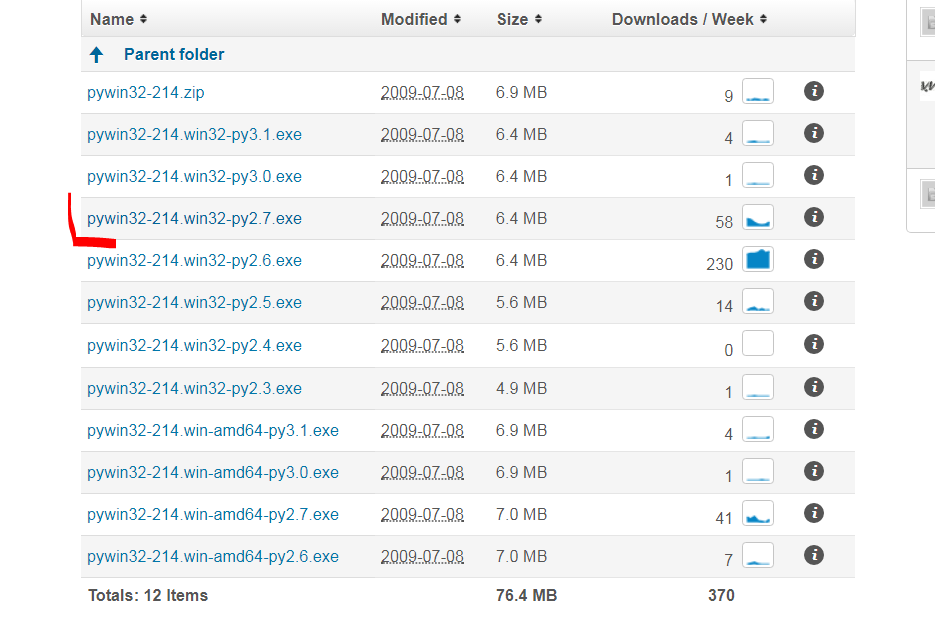 Name Modified Size Downloads / Week
Parent folder
pywin32-214.zip 2009-07-08 6.9 MB 9
pywin32-214.win32-py3.1.exe 2009-07-08 6.4 MB 4
pywin32-214.win32-py3.0.exe 2009-07-08 6.4 MB 1
pywin32-214.win32-py2.7.exe 2009-07-08 6.4 MB 58
pywin32-214.win32-py2.6.exe 2009-07-08 6.4 MB 230
pywin32-214.win32-py2.5.exe 2009-07-08 5.6 MB 14
pywin32-214.win32-py2.4.exe 2009-07-08 5.6 MB 0
pywin32-214.win32-py2.3.exe 2009-07-08 4.9 MB 1
pywin32-214.win-amd64-py3.1.exe 2009-07-08 6.9 MB 4
pywin32-214.win-amd64-py3.0.exe 2009-07-08 6.9 MB 1
pywin32-214.win-amd64-py2.7.exe 2009-07-08 7.0 MB 41
pywin32-214.win-amd64-py2.6.exe 2009-07-08 7.0 MB 7
Totals: 12 Items 76.4 MB 370